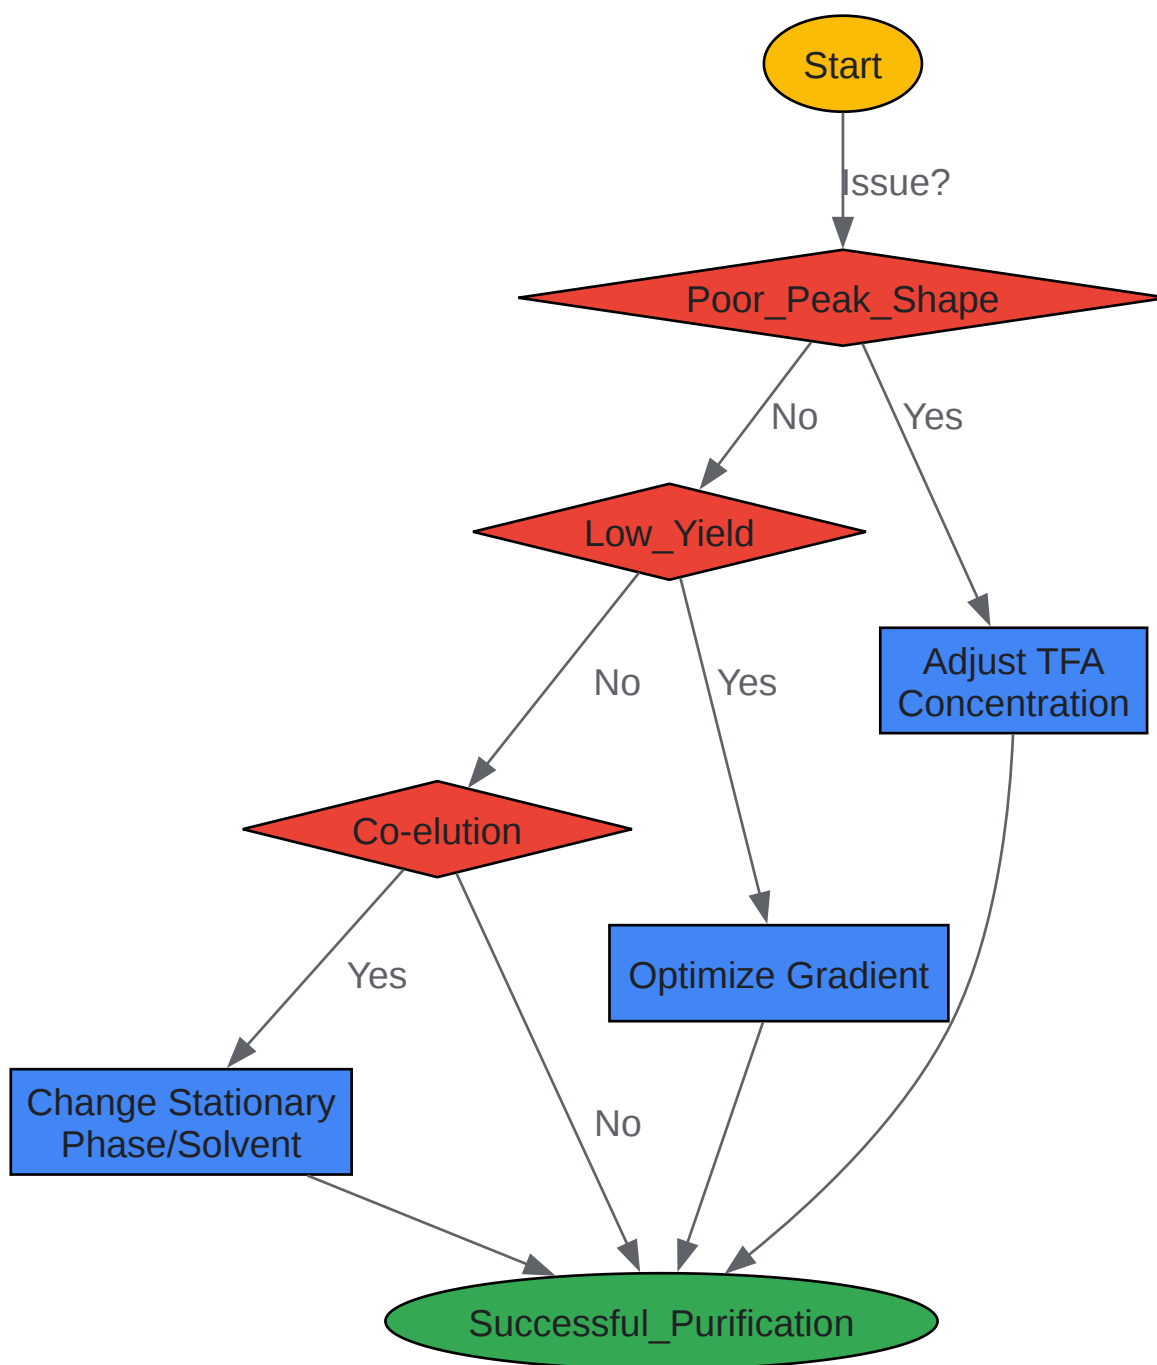 Start
Issue?
Poor_Peak_Shape
No
Yes
Low_Yield
No
Yes
Adjust TFA
Concentration
Co-elution
Yes
Optimize Gradient
Change Stationary
Phase/Solvent
No
Successful_Purification